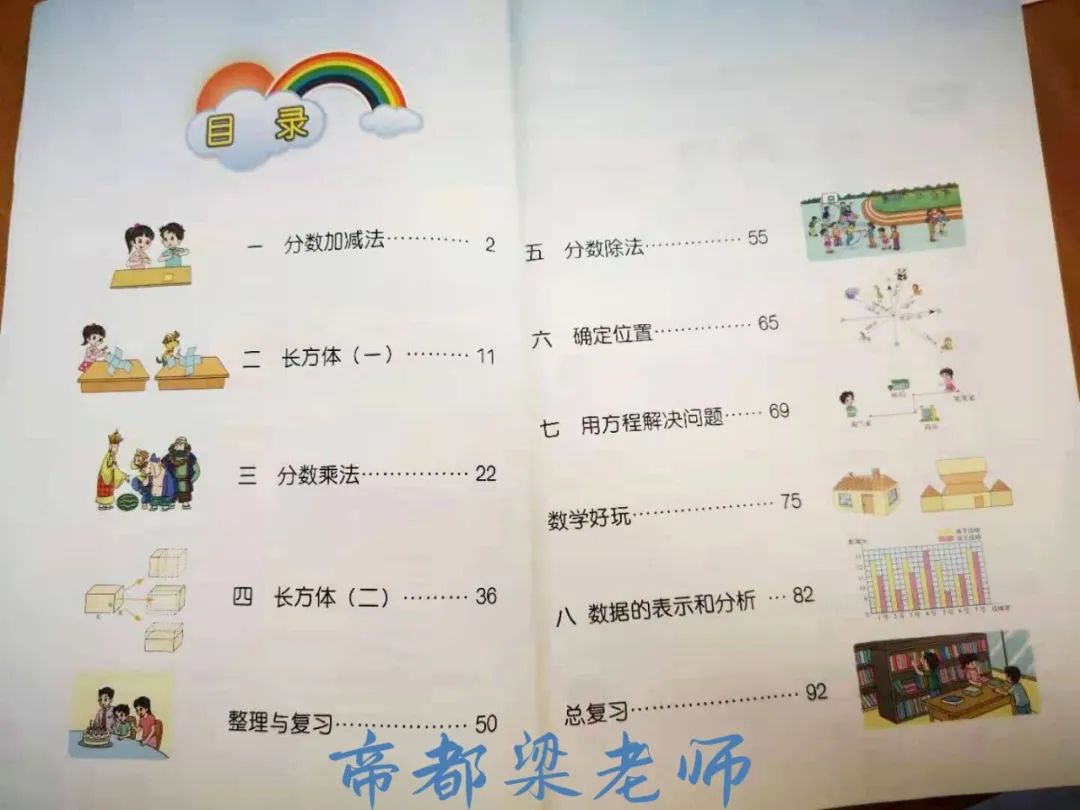 目 录
一 分数加减法………… 2
二 长方体(一)……… 11
三 分数乘法…………… 22
四 长方体(二)……… 36
整理与复习……………… 50
五 分数除法………… 55
六 确定位置…………… 65
七 用方程解决问题…… 69
数学好玩………………… 75
八 数据的表示和分析 … 82
总复习…………………… 92
帝都梁老师